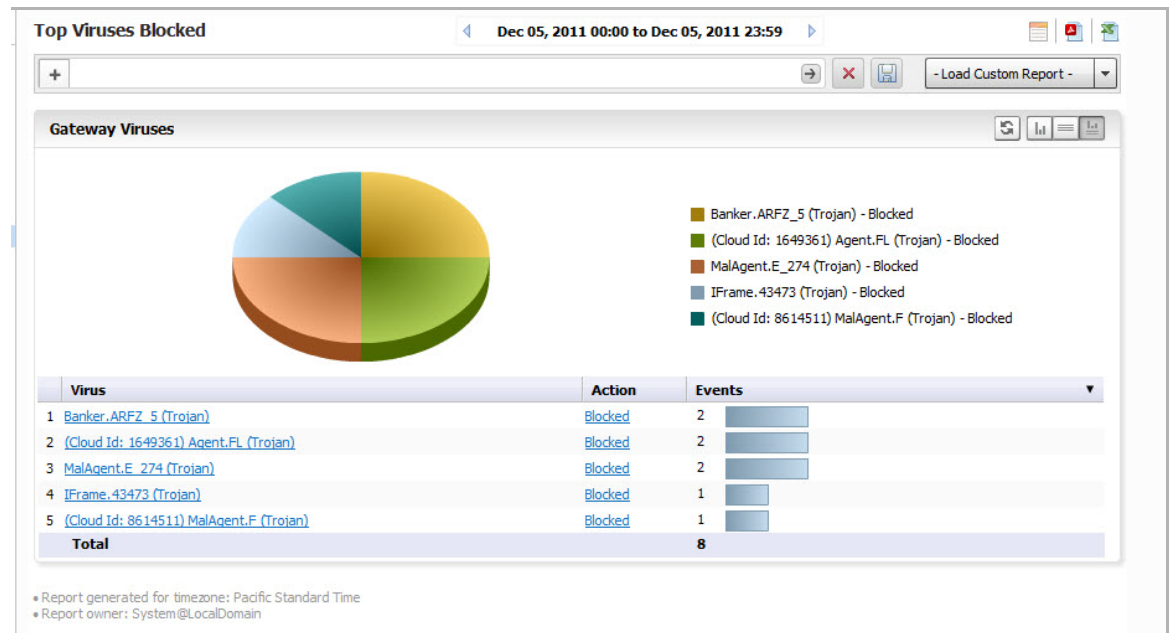 Top Viruses Blocked
Dec 05, 2011 00:00 to Dec 05, 2011 23:59
- Load Custom Report -
Gateway Viruses
Banker.ARFZ_5 (Trojan) - Blocked
(Cloud Id: 1649361) Agent.FL (Trojan) - Blocked
MalAgent.E_274 (Trojan) - Blocked
IFrame.43473 (Trojan) - Blocked
(Cloud Id: 8614511) MalAgent.F (Trojan) - Blocked
Virus Action Events
1 Banker.ARFZ_5 (Trojan) Blocked 2
2 (Cloud Id: 1649361) Agent.FL (Trojan) Blocked 2
3 MalAgent.E_274 (Trojan) Blocked 2
4 IFrame.43473 (Trojan) Blocked 1
5 (Cloud Id: 8614511) MalAgent.F (Trojan) Blocked 1
Total 8
• Report generated for timezone: Pacific Standard Time
• Report owner: System@LocalDomain